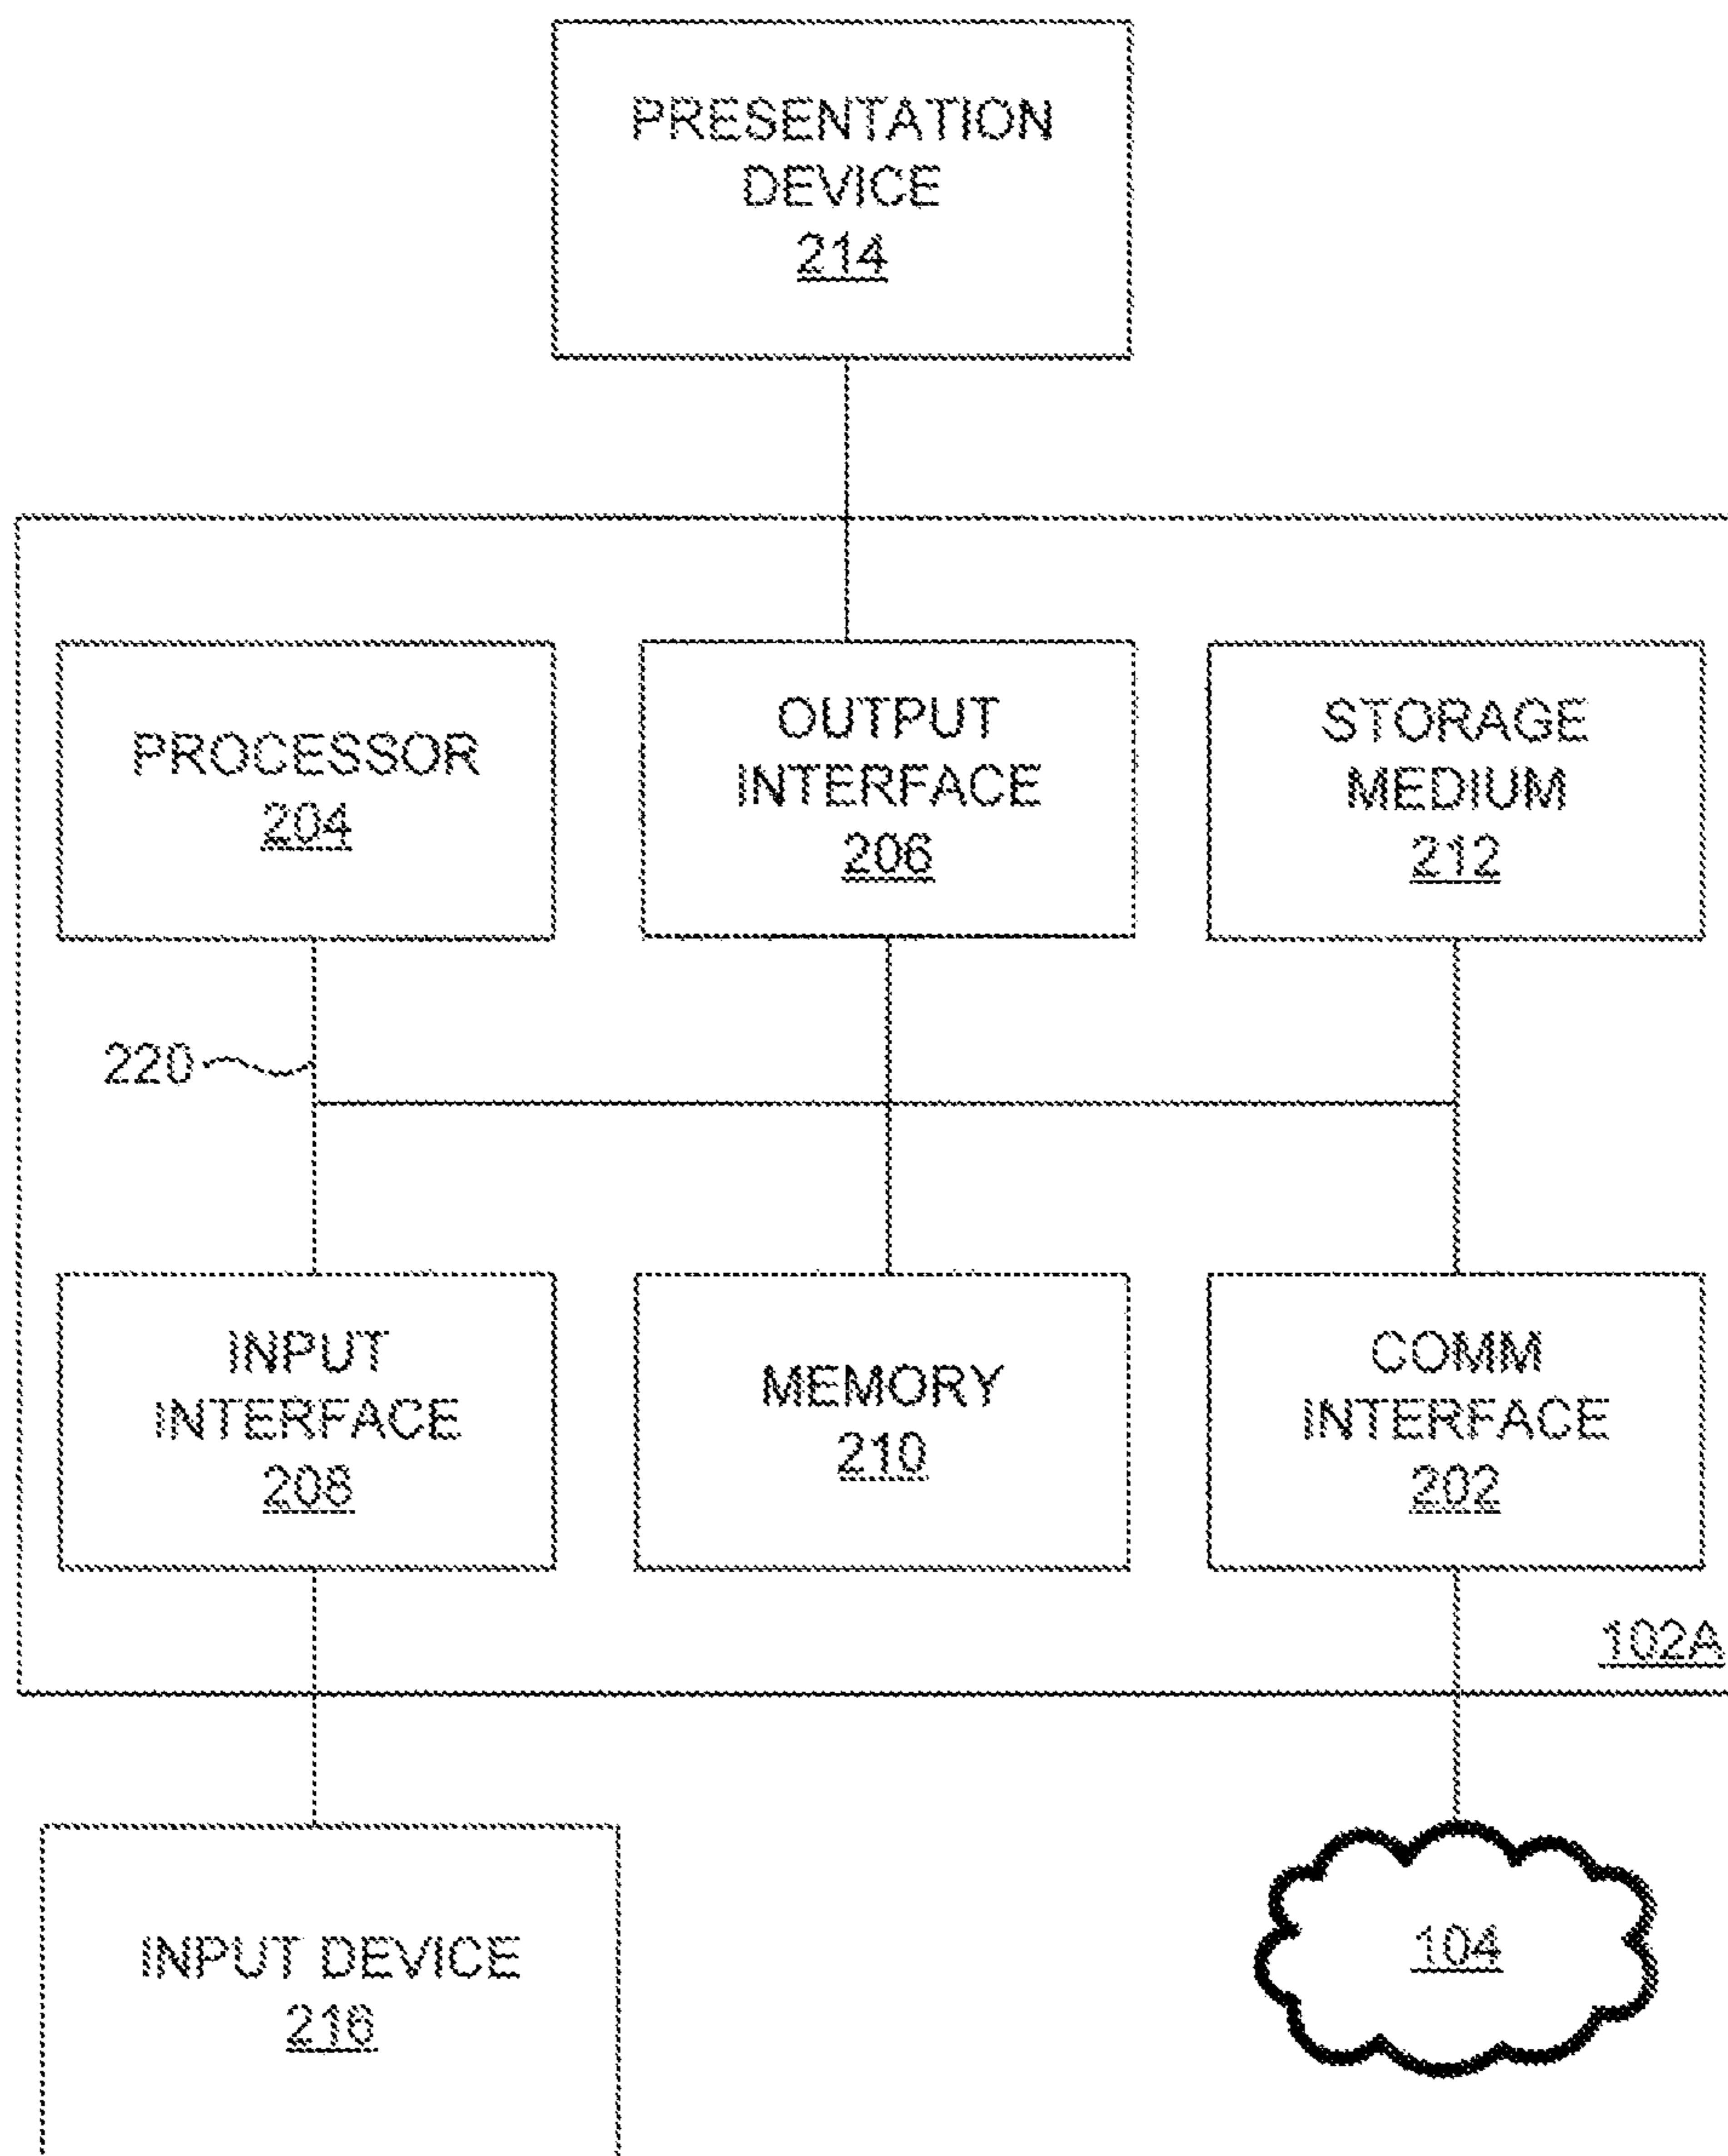 PRESENTATION
DEVICE
214
PROCESSOR
204
OUTPUT
INTERFACE
206
STORAGE
MEDIUM
212
220
INPUT
INTERFACE
208
MEMORY
210
COMM
INTERFACE
202
102A
INPUT DEVICE
216
104